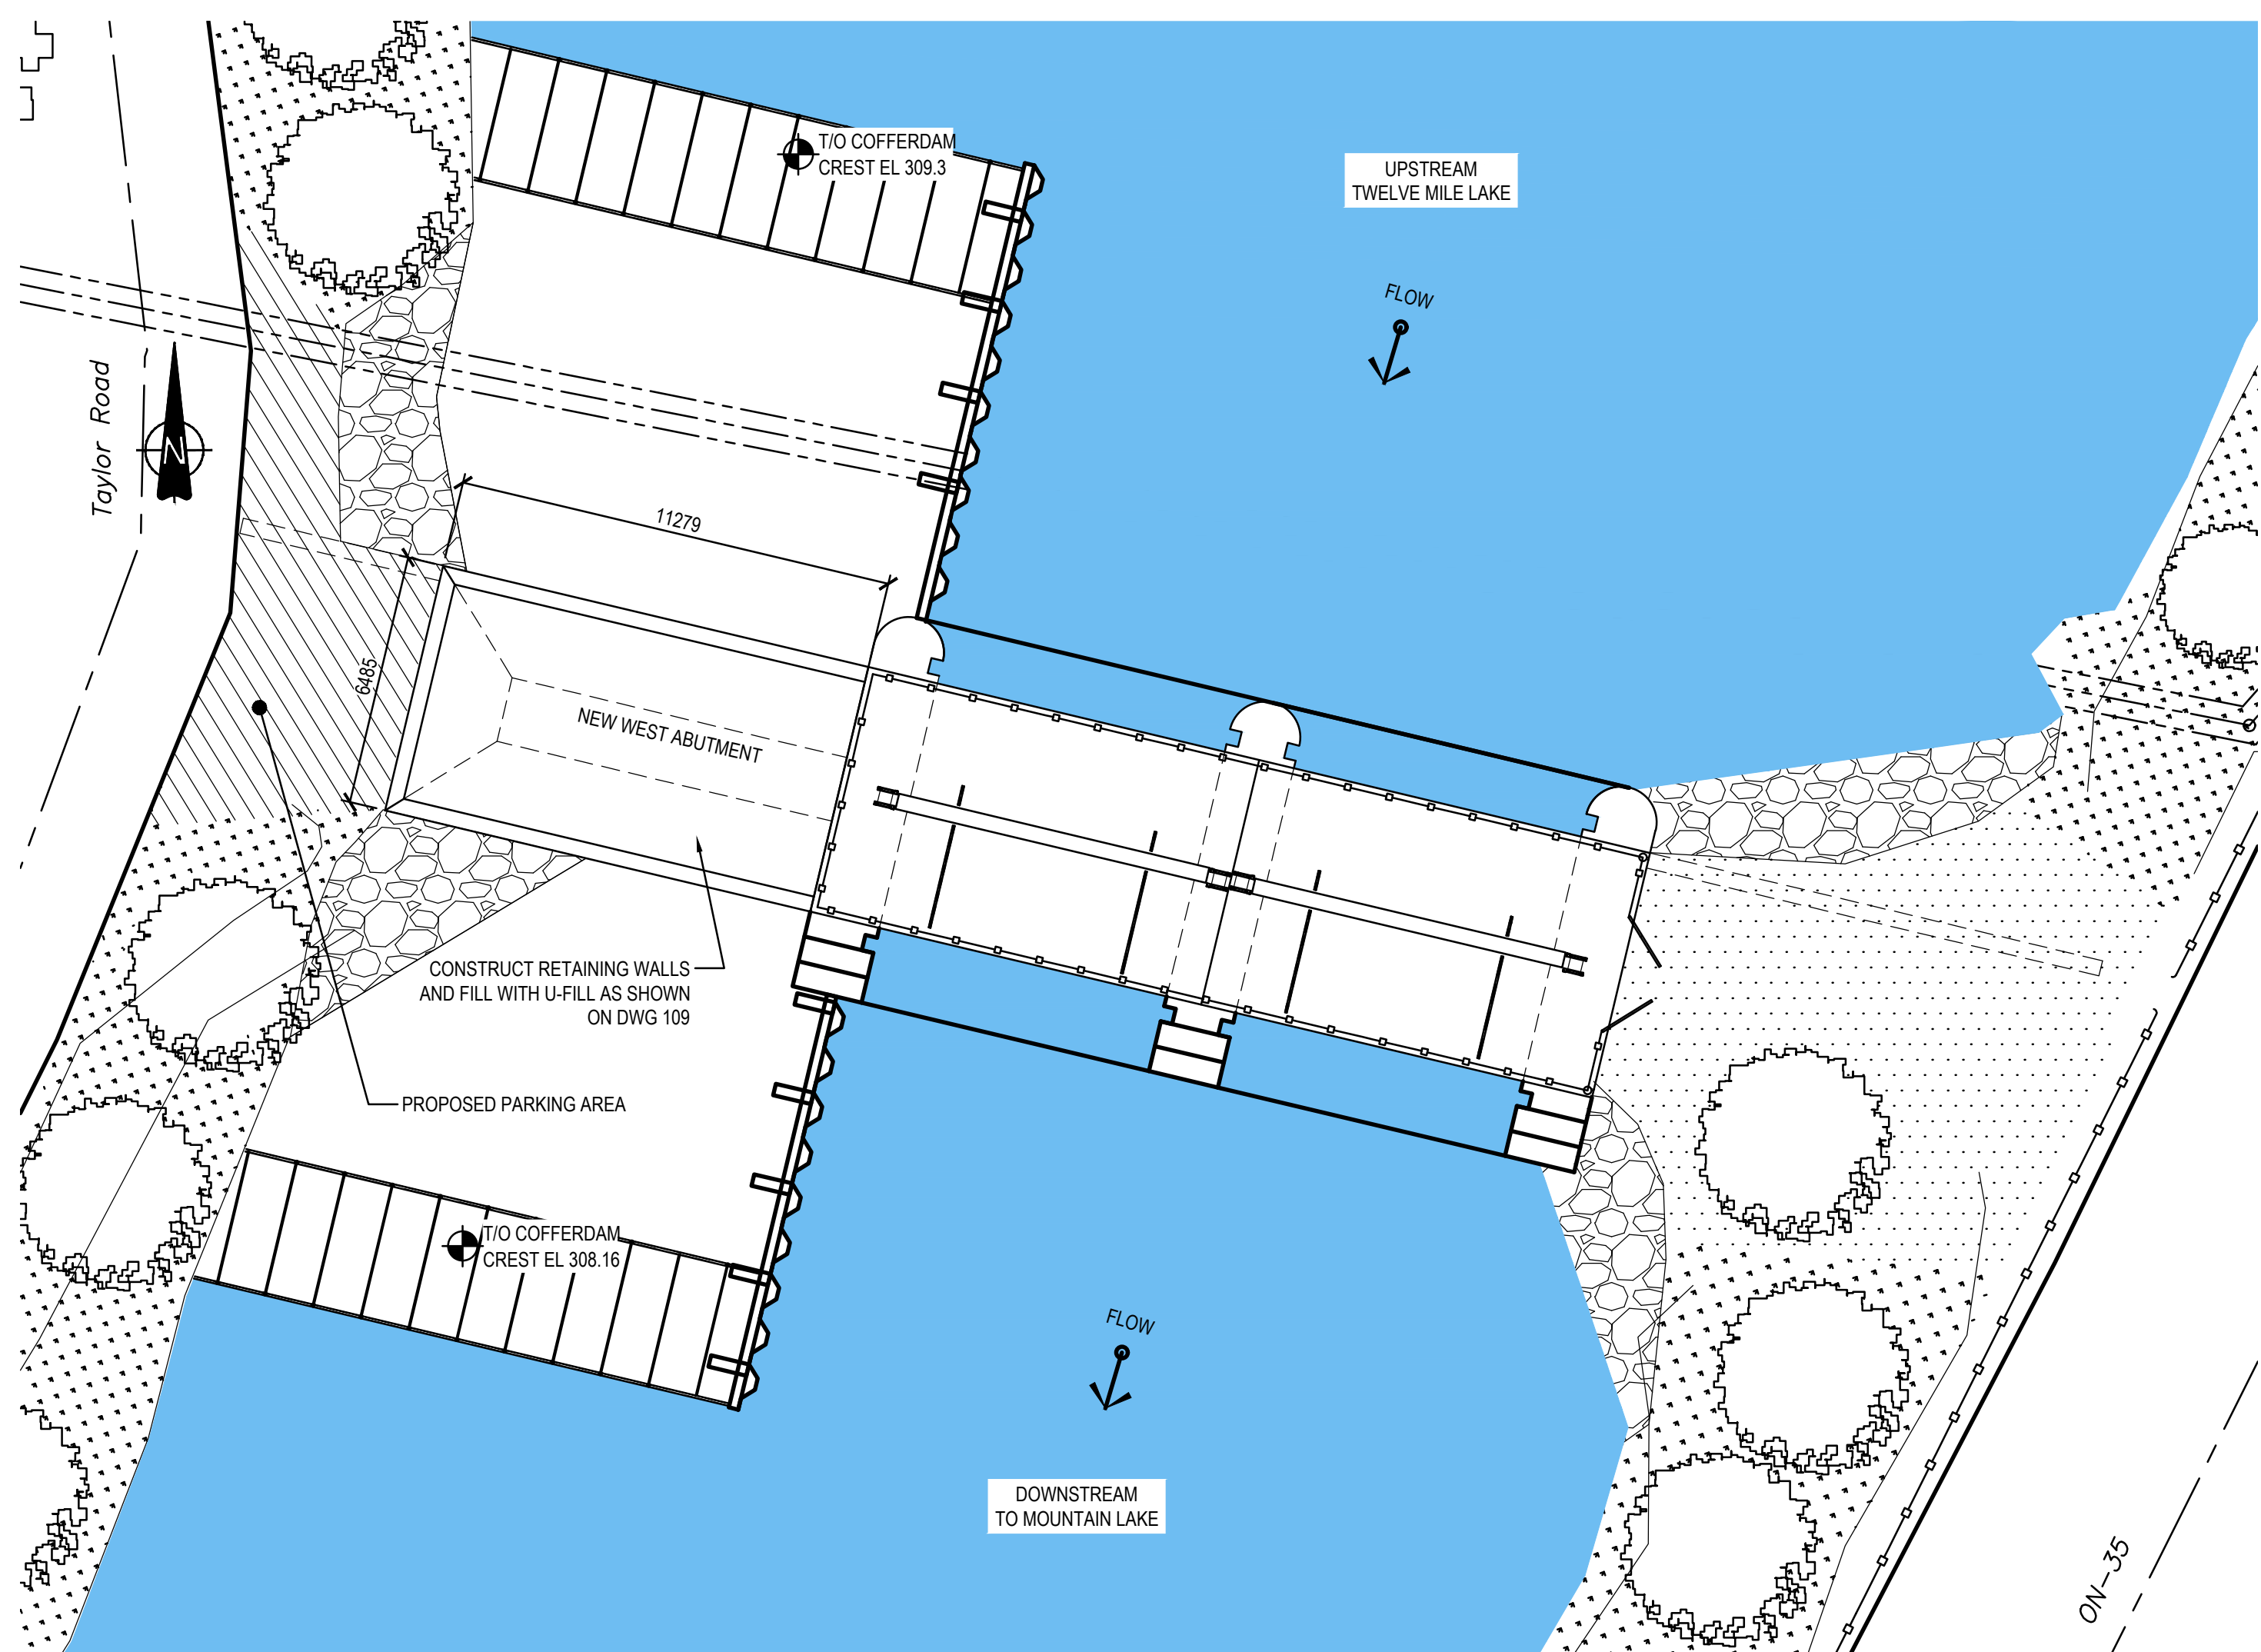 T/O COFFERDAM
CREST EL 309.3
UPSTREAM
TWELVE MILE LAKE
FLOW
Taylor Road
N
11279
6485
NEW WEST ABUTMENT
CONSTRUCT RETAINING WALLS
AND FILL WITH U-FILL AS SHOWN
ON DWG 109
PROPOSED PARKING AREA
T/O COFFERDAM
CREST EL 308.16
FLOW
DOWNSTREAM
TO MOUNTAIN LAKE
ON-35